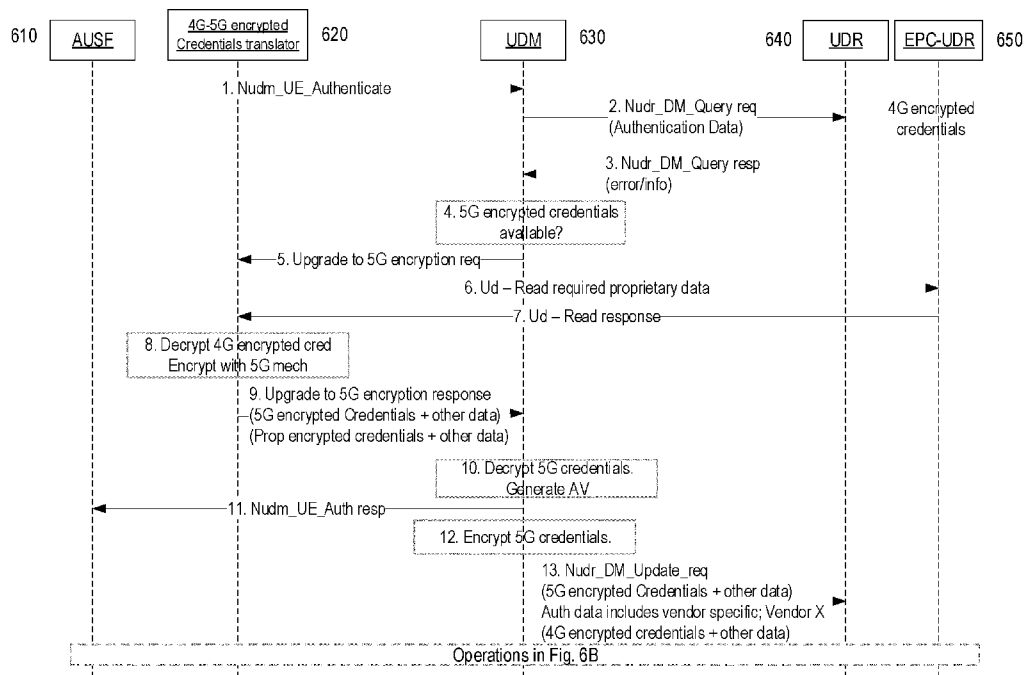 610
AUSF
4G-5G encrypted
Credentials translator
620
UDM
630
640
UDR
EPC-UDR
650
1. Nudm_UE_Authenticate
2. Nudr_DM_Query req
(Authentication Data)
4G encrypted
credentials
3. Nudr_DM_Query resp
(error/info)
4. 5G encrypted credentials
available?
5. Upgrade to 5G encryption req
6. Ud – Read required proprietary data
7. Ud – Read response
8. Decrypt 4G encrypted cred
Encrypt with 5G mech
9. Upgrade to 5G encryption response
(5G encrypted Credentials + other data)
(Prop encrypted credentials + other data)
10. Decrypt 5G credentials.
Generate AV
11. Nudm_UE_Auth resp
12. Encrypt 5G credentials.
13. Nudr_DM_Update_req
(5G encrypted Credentials + other data)
Auth data includes vendor specific; Vendor X
(4G encrypted credentials + other data)
Operations in Fig. 6B